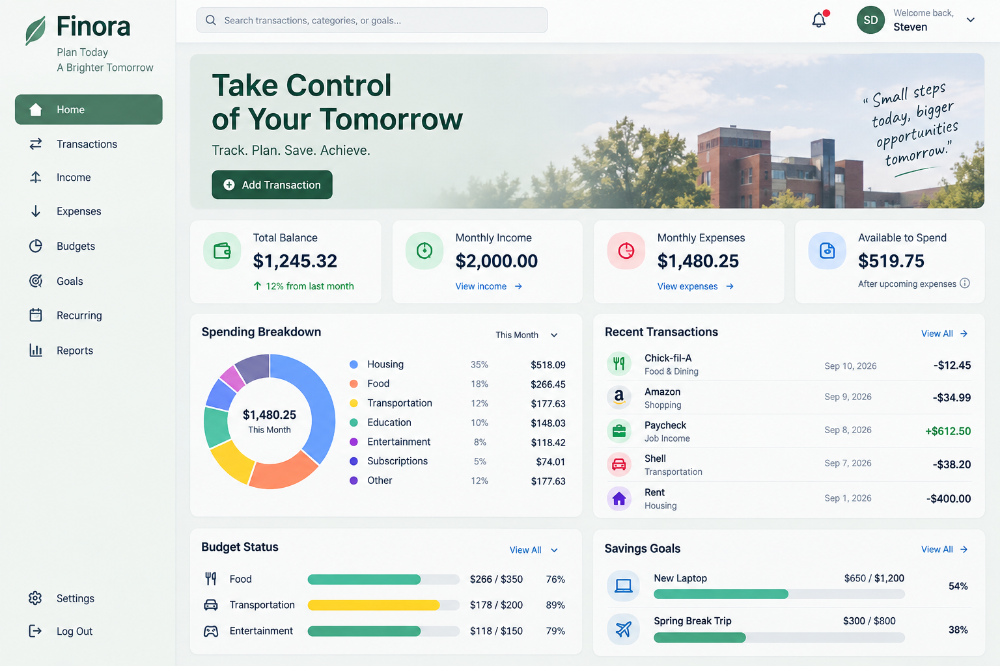 Finora
Plan Today
A Brighter Tomorrow
Home
Transactions
Income
Expenses
Budgets
Goals
Recurring
Reports
Settings
Log Out
Search transactions, categories, or goals...
SD
Welcome back,
Steven
Take Control
of Your Tomorrow
Track. Plan. Save. Achieve.
Add Transaction
“ Small steps
today, bigger
opportunities
tomorrow.”
Total Balance
$1,245.32
↑ 12% from last month
Monthly Income
$2,000.00
View income →
Monthly Expenses
$1,480.25
View expenses →
Available to Spend
$519.75
After upcoming expenses
Spending Breakdown
This Month
$1,480.25
This Month
Housing 35% $518.09
Food 18% $266.45
Transportation 12% $177.63
Education 10% $148.03
Entertainment 8% $118.42
Subscriptions 5% $74.01
Other 12% $177.63
Recent Transactions
View All →
Chick-fil-A
Food & Dining
Sep 10, 2026
-$12.45
a
Amazon
Shopping
Sep 9, 2026
-$34.99
Paycheck
Job Income
Sep 8, 2026
+$612.50
Shell
Transportation
Sep 7, 2026
-$38.20
Rent
Housing
Sep 1, 2026
-$400.00
Budget Status
View All
Food $266 / $350 76%
Transportation $178 / $200 89%
Entertainment $118 / $150 79%
Savings Goals
View All →
New Laptop $650 / $1,200 54%
Spring Break Trip $300 / $800 38%